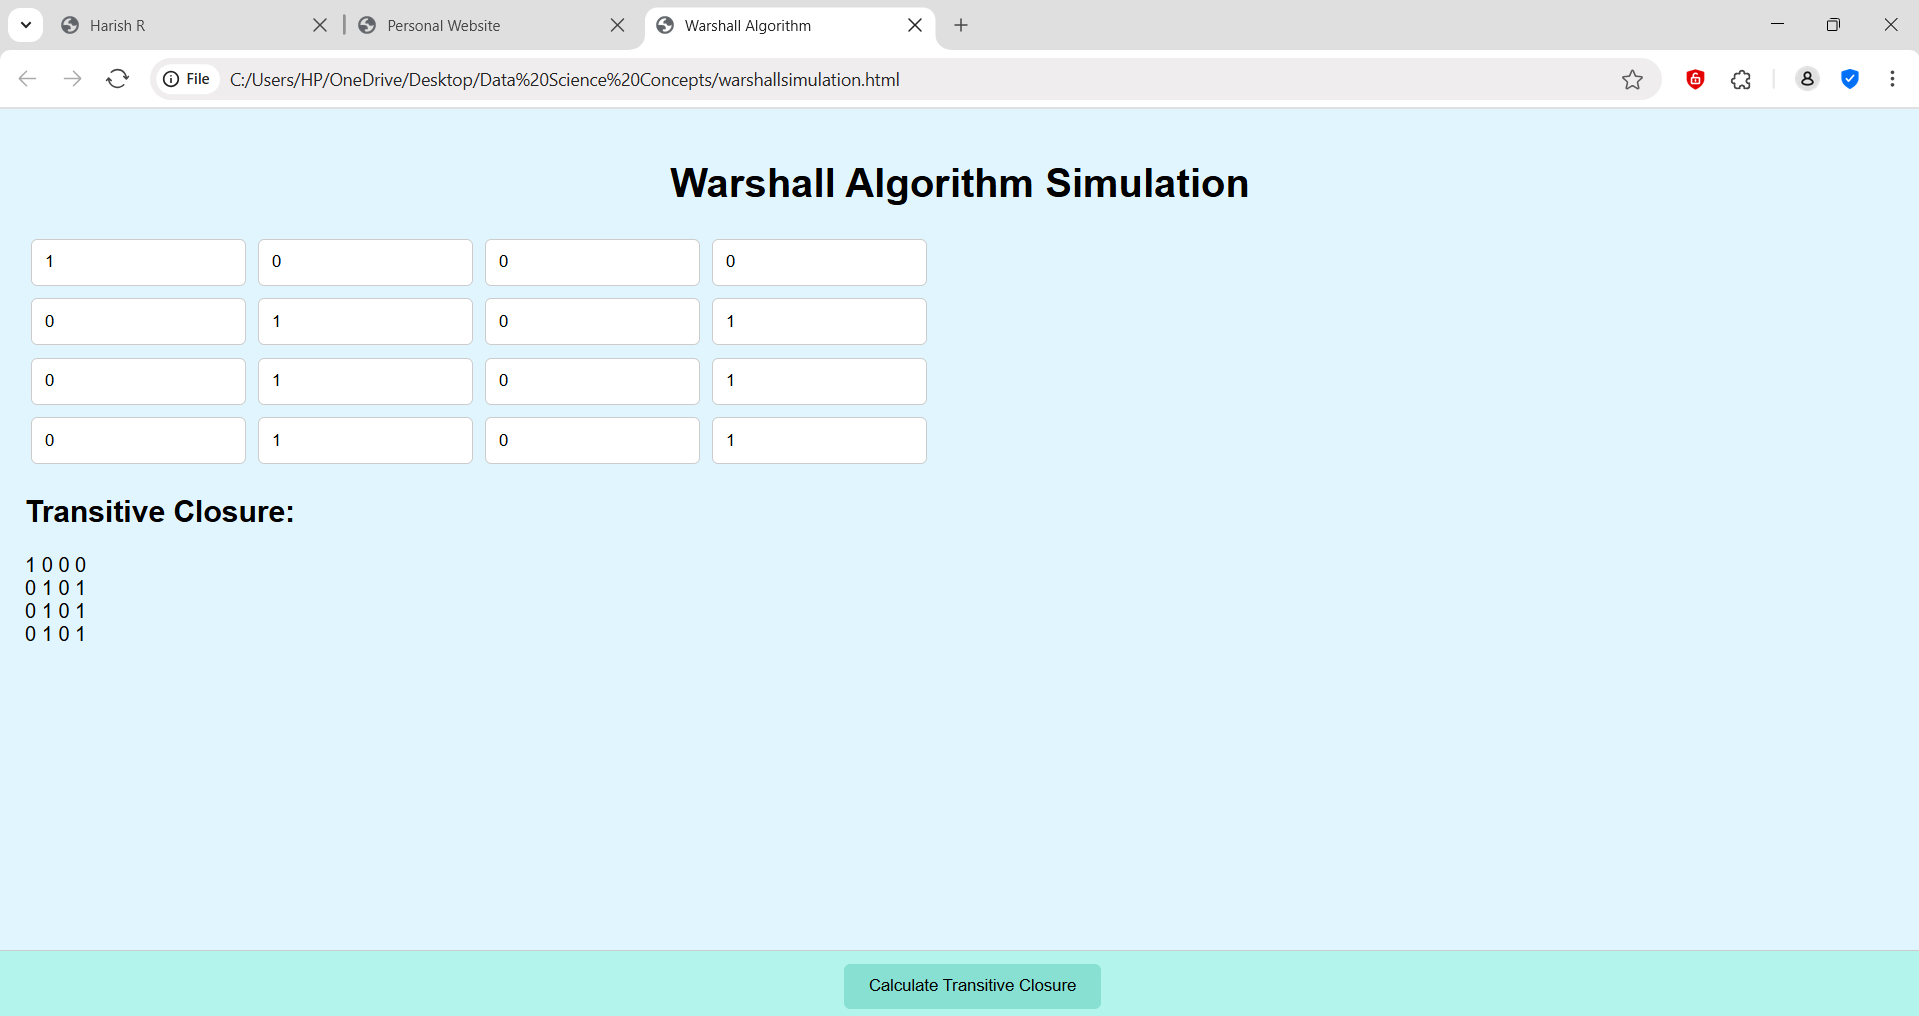 Harish R
Personal Website
Warshall Algorithm
File
C:/Users/HP/OneDrive/Desktop/Data%20Science%20Concepts/warshallsimulation.html
Warshall Algorithm Simulation
1 0 0 0
0 1 0 1
0 1 0 1
0 1 0 1
Transitive Closure:
1 0 0 0
0 1 0 1
0 1 0 1
0 1 0 1
Calculate Transitive Closure